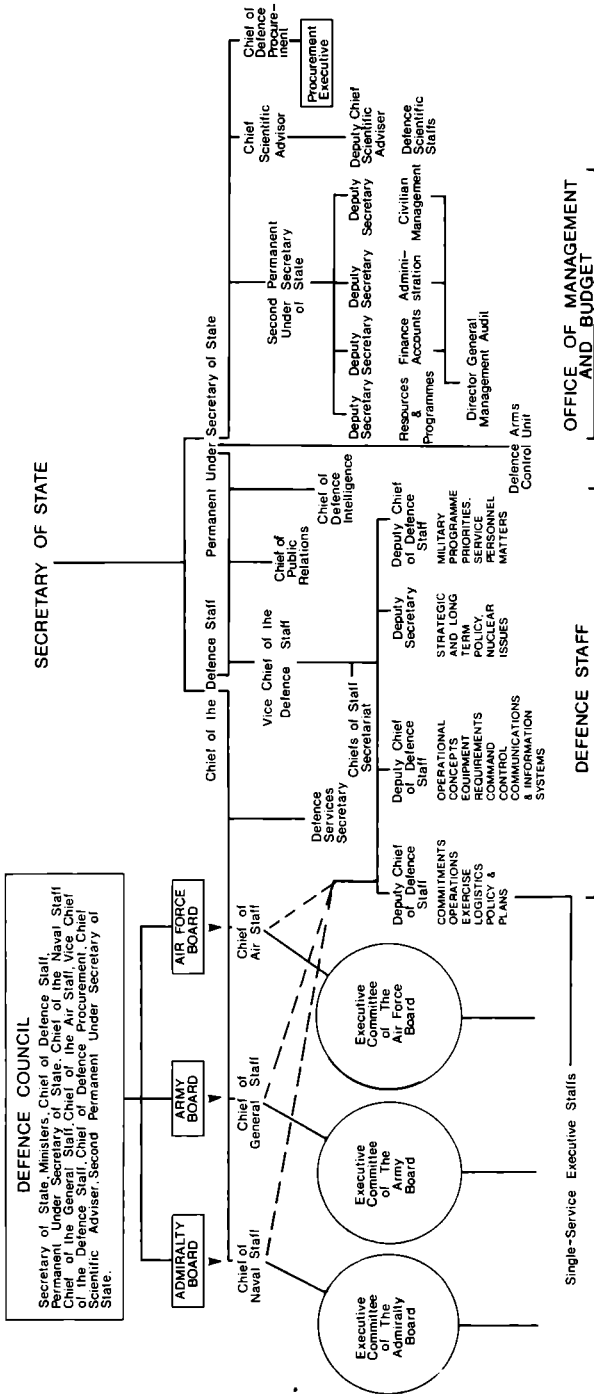 SECRETARY OF STATE
DEFENCE COUNCIL
Secretary of State, Ministers, Chief of Defence Staff,
Permanent Under Secretary of State. Chief of the Naval Staff
Chief of the General Staff, Chief of the Air Staff, Vice Chief
of the Defence Staff, Chief of Defence Procurement, Chief
Scientific Adviser, Second Permanent Under Secretary of
State.
ADMIRALTY
BOARD
ARMY
BOARD
AIR FORCE
BOARD
Chief of the Defence Staff
Permanent Under Secretary of State
Chief of
Naval Staff
Chief of
General Staff
Chief of
Air Staff
Defence
Services
Secretary
Vice Chief of the
Defence Staff
Chief of
Public
Relations
Chief of
Defence
Intelligence
Second Permanent
Under Secretary
of State
Chief
Scientific
Advisor
Chief of
Defence
Procure-
ment
Procurement
Executive
Executive
Committee
of The
Admiralty
Board
Executive
Committee
of The
Army
Board
Executive
Committee
of The
Air Force
Board
Chiefs of Staff
Secretariat
Deputy Chief
of Defence
Staff
COMMITMENTS
OPERATIONS
EXERCISE
LOGISTICS
POLICY &
PLANS
Deputy Chief
of Defence
Staff
OPERATIONAL
CONCEPTS
EQUIPMENT
REQUIREMENTS
COMMAND
CONTROL
COMMUNICATIONS
& INFORMATION
SYSTEMS
Deputy
Secretary
STRATEGIC
AND LONG
TERM
POLICY,
NUCLEAR
ISSUES
Deputy Chief
of Defence
Staff
MILITARY
PROGRAMME
PRIORITIES.
SERVICE
PERSONNEL
MATTERS
Defence Arms
Control Unit
Deputy
Secretary
Resources
&
Programmes
Deputy
Secretary
Finance
Accounts
Deputy
Secretary
Admini-
stration
Deputy
Secretary
Civilian
Management
Director General
Management Audit
Deputy Chief
Scientific
Adviser
Defence
Scientific
Staffs
Single-Service Executive Staffs
DEFENCE STAFF
OFFICE OF MANAGEMENT
AND BUDGET